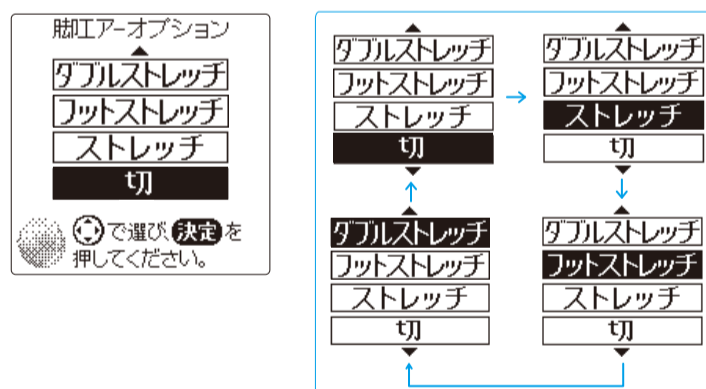 脚エアーオプション
ダブルストレッチ
フットストレッチ
ストレッチ
切
で選び、決定を
押してください。
ダブルストレッチ
フットストレッチ
ストレッチ
切
ダブルストレッチ
フットストレッチ
ストレッチ
切
ダブルストレッチ
フットストレッチ
ストレッチ
切
ダブルストレッチ
フットストレッチ
ストレッチ
切